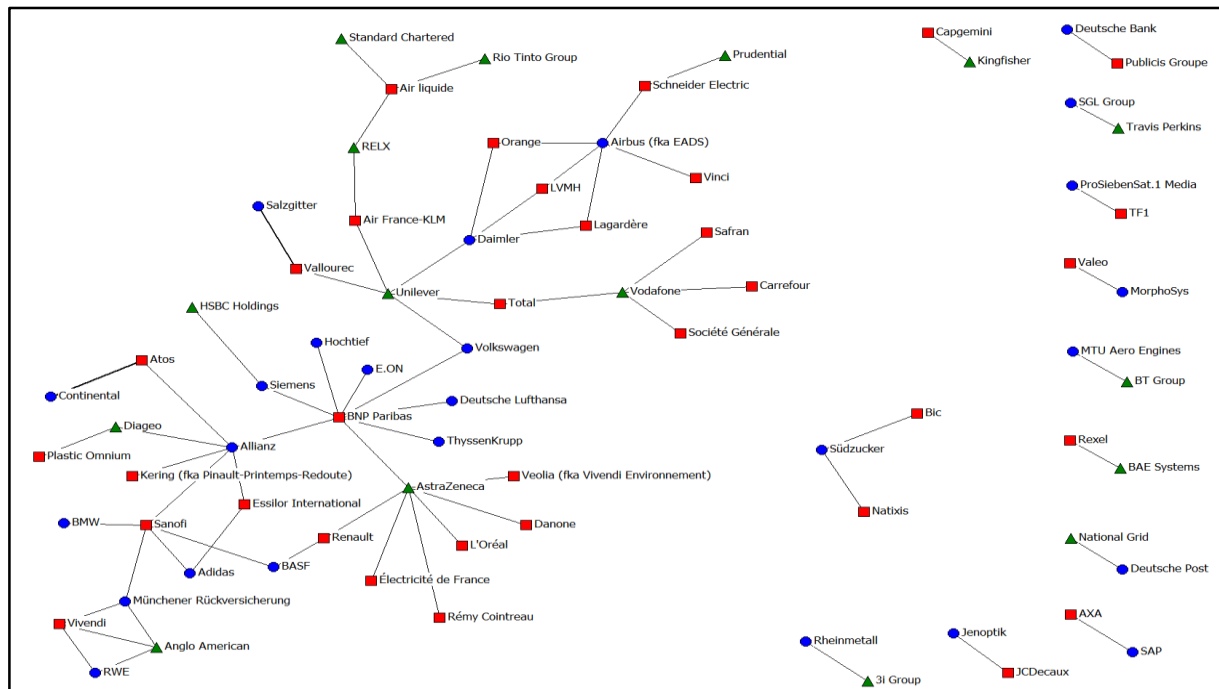 Standard Chartered
Rio Tinto Group
Air liquide
Prudential
Schneider Electric
Capgemini
Kingfisher
Deutsche Bank
Publicis Groupe
SGL Group
Travis Perkins
RELX
Orange
Airbus (fka EADS)
LVMH
Vinci
ProSiebenSat.1 Media
TF1
Salzgitter
Air France-KLM
Lagardère
Daimler
Safran
Vallourec
Unilever
Total
Vodafone
Carrefour
Valeo
MorphoSys
HSBC Holdings
Société Générale
Hochtief
Volkswagen
Atos
E.ON
MTU Aero Engines
BT Group
Continental
Siemens
Deutsche Lufthansa
BNP Paribas
Bic
Diageo
Allianz
ThyssenKrupp
Südzucker
Rexel
BAE Systems
Plastic Omnium
Kering (fka Pinault-Printemps-Redoute)
Veolia (fka Vivendi Environnement)
AstraZeneca
Essilor International
Natixis
BMW
Sanofi
Danone
Renault
L'Oréal
National Grid
Deutsche Post
Adidas
BASF
Électricité de France
Münchener Rückversicherung
Rémy Cointreau
Vivendi
AXA
SAP
Anglo American
RWE
Rheinmetall
3i Group
Jenoptik
JCDecaux